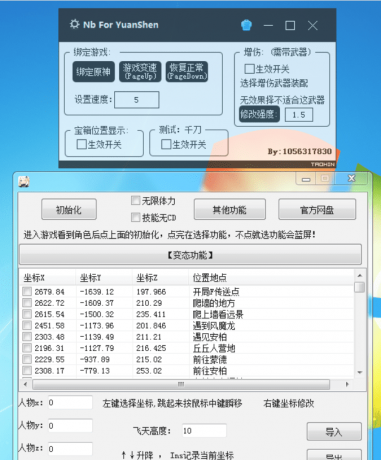 Nb For YuanShen
绑定游戏:
绑定原神
游戏变速
(PageUp)
恢复正常
(PageDown)
设置速度: 5
增伤:(需带武器)
生效开关
选择增伤武器装配
无效果择不适合这武器
修改强度: 1.5
宝箱位置显示:
生效开关
测试: 千刀
生效开关
By:1056317830
初始化
无限体力
技能无CD
其他功能
官方网盘
进入游戏看到角色后点上面的初始化,点完在选择功能,不点就选功能会蓝屏!
【变态功能】
坐标X 坐标Y 坐标Z 位置地点
2679.84 -1639.12 197.966 开局F传送点
2622.72 -1609.37 210.29 爬墙的地方
2615.54 -1500.32 235.411 爬上墙看远景
2451.58 -1173.96 201.846 遇到风魔龙
2303.48 -1139.49 211.21 遇见安柏
2196.31 -1127.79 216.425 丘丘人营地
2229.55 -937.89 215.02 前往蒙德
2308.17 -779.13 253.02 前往安柏
人物x: 0
左键选择坐标,跳起来按鼠标中键瞬移 右键坐标修改
人物z: 0
飞天高度: 10
导入
人物y: 0
↑↓升降 , Ins记录当前坐标
导出